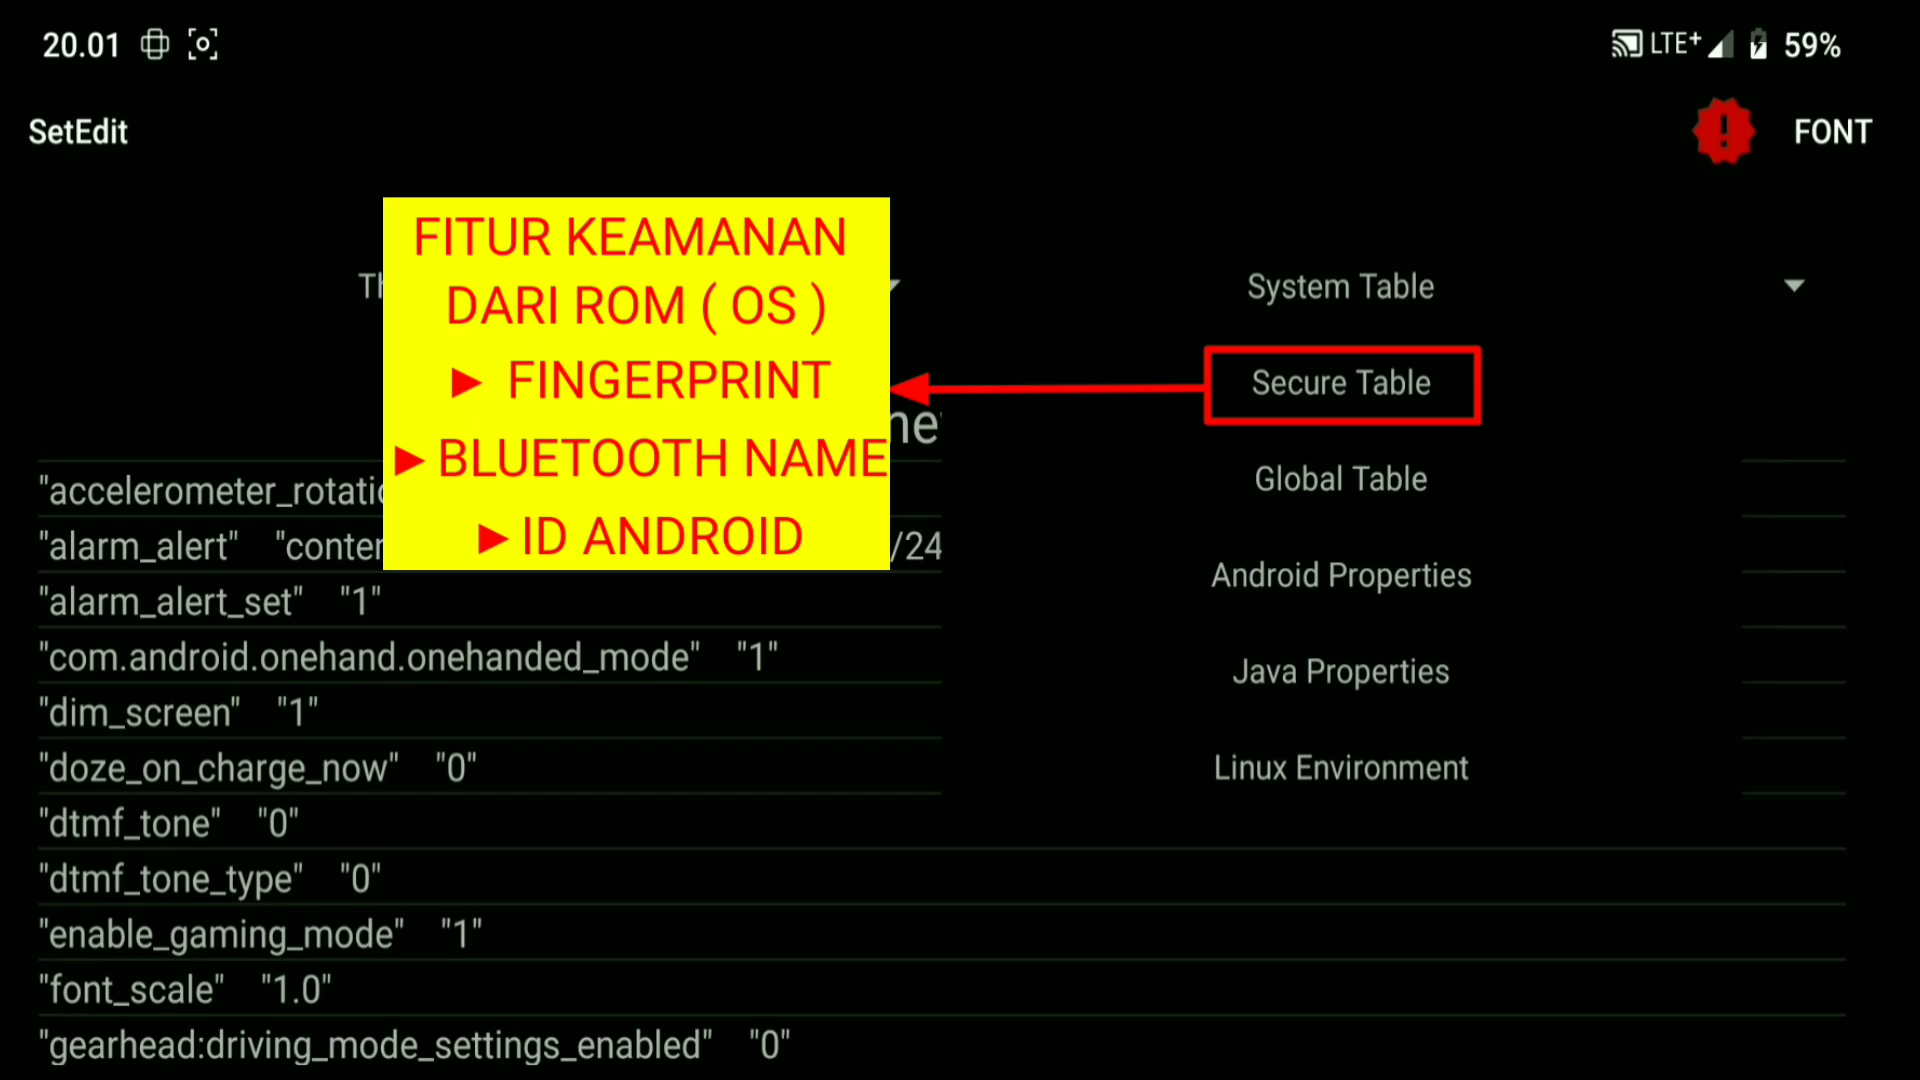 20.01 LTE+ 59%
SetEdit
FONT
FITUR KEAMANAN
DARI ROM ( OS )
► FINGERPRINT
► BLUETOOTH NAME
► ID ANDROID
System Table
Secure Table
Global Table
Android Properties
Java Properties
Linux Environment
"alarm_alert"
/24
"alarm_alert_set" "1"
"com.android.onehand.onehanded_mode" "1"
"dim_screen" "1"
"doze_on_charge_now" "0"
"dtmf_tone" "0"
"dtmf_tone_type" "0"
"enable_gaming_mode" "1"
"font_scale" "1.0"
"gearhead:driving_mode_settings_enabled" "0"